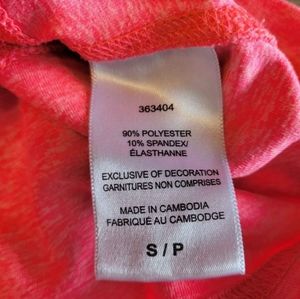 363404
90% POLYESTER
10% SPANDEX/
ÉLASTHANNE
EXCLUSIVE OF DECORATION
GARNITURES NON COMPRISES
MADE IN CAMBODIA
FABRIQUÉ AU CAMBODGE
S / P